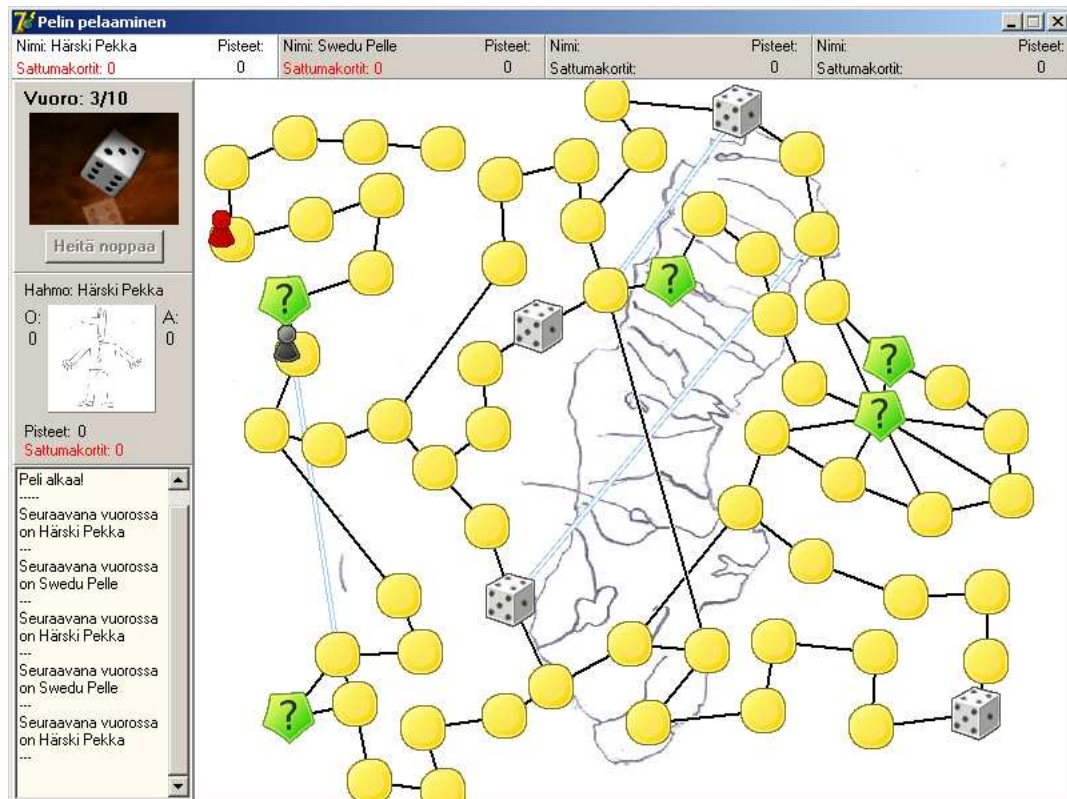 Pelin pelaaminen
Nimi: Härski Pekka Pisteet:
Sattumakortit: 0 0
Nimi: Swedu Pelle Pisteet:
Sattumakortit: 0 0
Nimi: Pisteet:
Sattumakortit: 0
Nimi: Pisteet:
Sattumakortit: 0
Vuoro: 3/10
Heitä noppaa
Hahmo: Härski Pekka
O: A:
0 0
Pisteet: 0
Sattumakortit: 0
Peli alkaa!
-----
Seuraavana vuorossa
on Härski Pekka
---
Seuraavana vuorossa
on Swedu Pelle
---
Seuraavana vuorossa
on Härski Pekka
---
Seuraavana vuorossa
on Swedu Pelle
---
Seuraavana vuorossa
on Härski Pekka
---
?
?
?
?
?